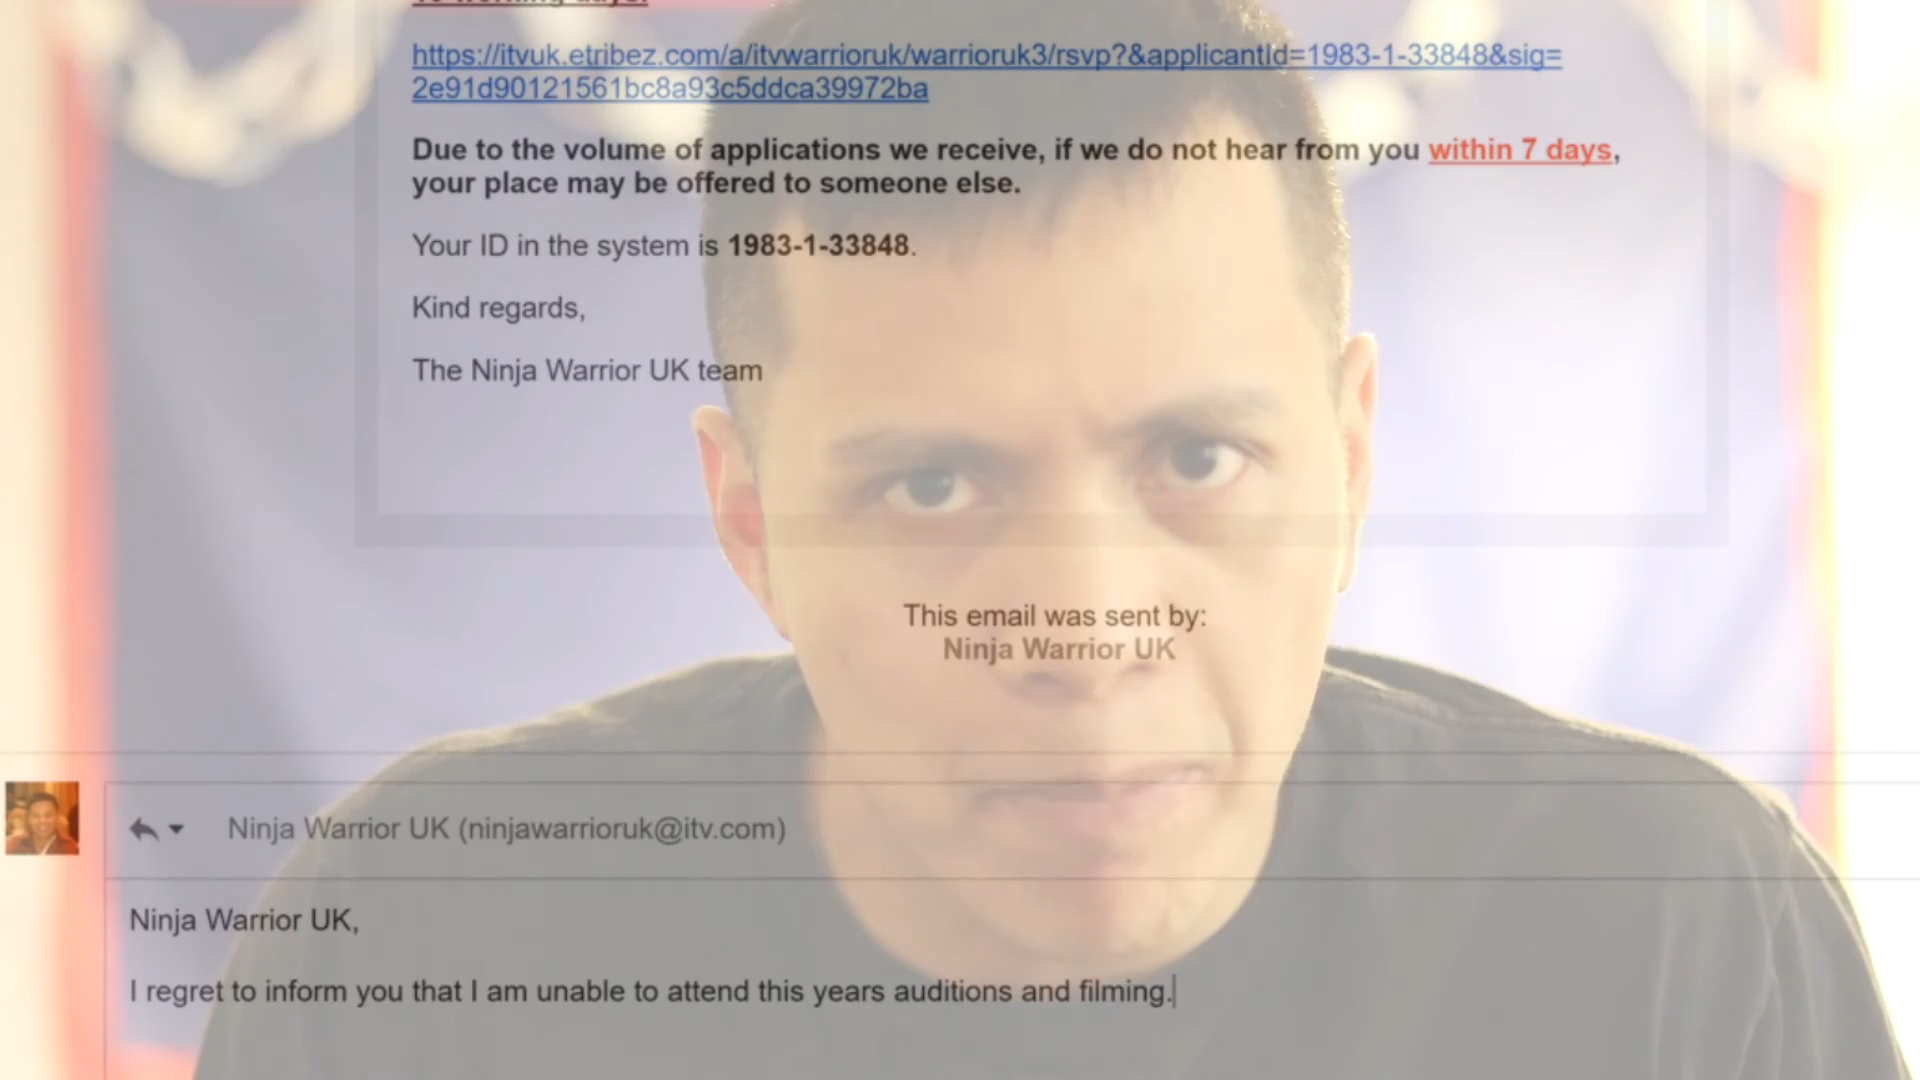 https://itvuk.etribez.com/a/itvwarrioruk/warrioruk3/rsvp?&applicantId=1983-1-33848&sig=
2e91d90121561bc8a93c5ddca39972ba
Due to the volume of applications we receive, if we do not hear from you within 7 days,
your place may be offered to someone else.
Your ID in the system is 1983-1-33848.
Kind regards,
The Ninja Warrior UK team
This email was sent by:
Ninja Warrior UK
Ninja Warrior UK (ninjawarrioruk@itv.com)
Ninja Warrior UK,
I regret to inform you that I am unable to attend this years auditions and filming.